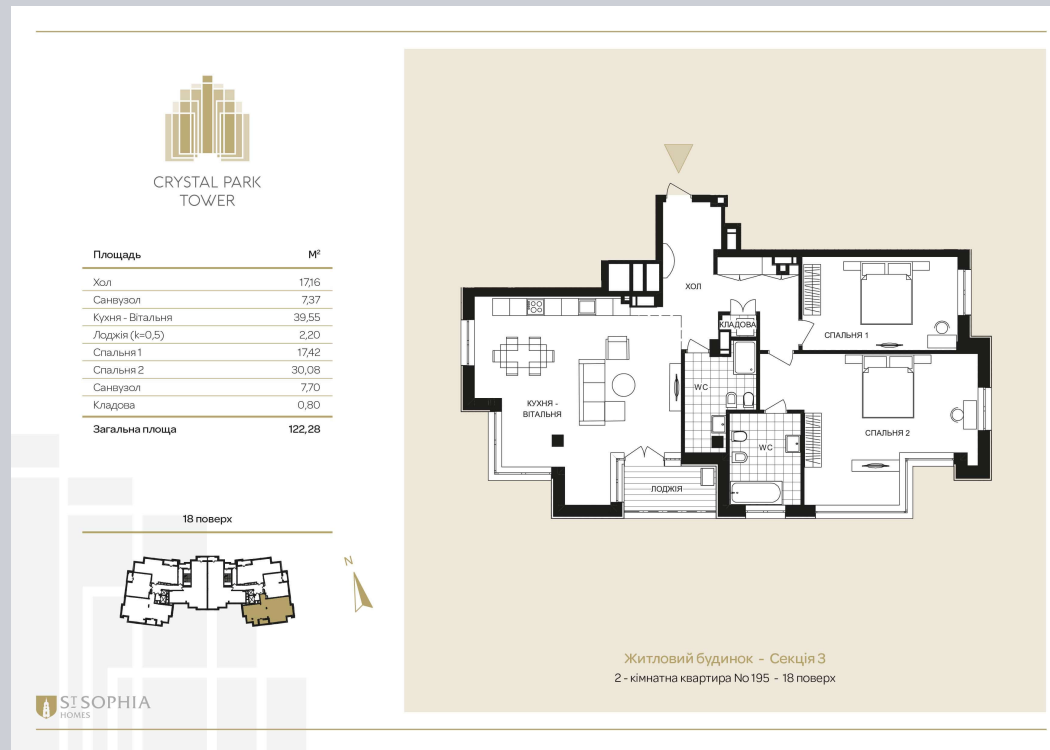 CRYSTAL PARK
TOWER
Площадь М²
Хол 17,16
Санвузол 7,37
Кухня - Вітальня 39,55
Лоджія (k=0,5) 2,20
Спальня 1 17,42
Спальня 2 30,08
Санвузол 7,70
Кладова 0,80
Загальна площа 122,28
18 поверх
N
ST SOPHIA
HOMES
ХОЛ
КЛАДОВА
СПАЛЬНЯ 1
WC
КУХНЯ -
ВІТАЛЬНЯ
СПАЛЬНЯ 2
WC
ЛОДЖІЯ
Житловий будинок - Секція 3
2 - кімнатна квартира No 195 - 18 поверх